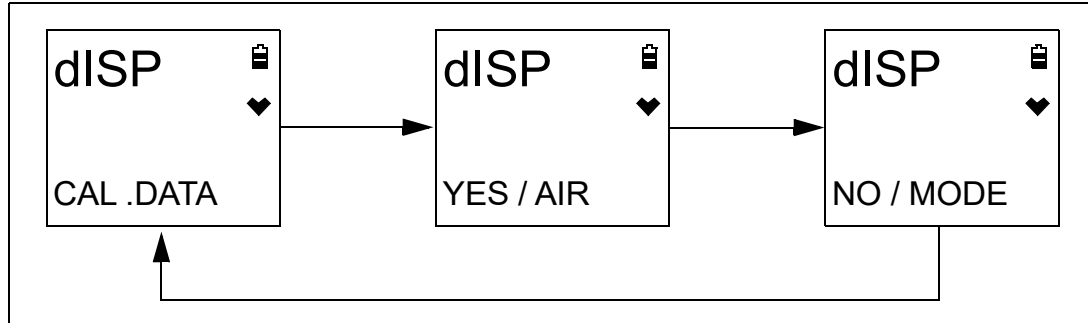 dISP
CAL .DATA
dISP
YES / AIR
dISP
NO / MODE